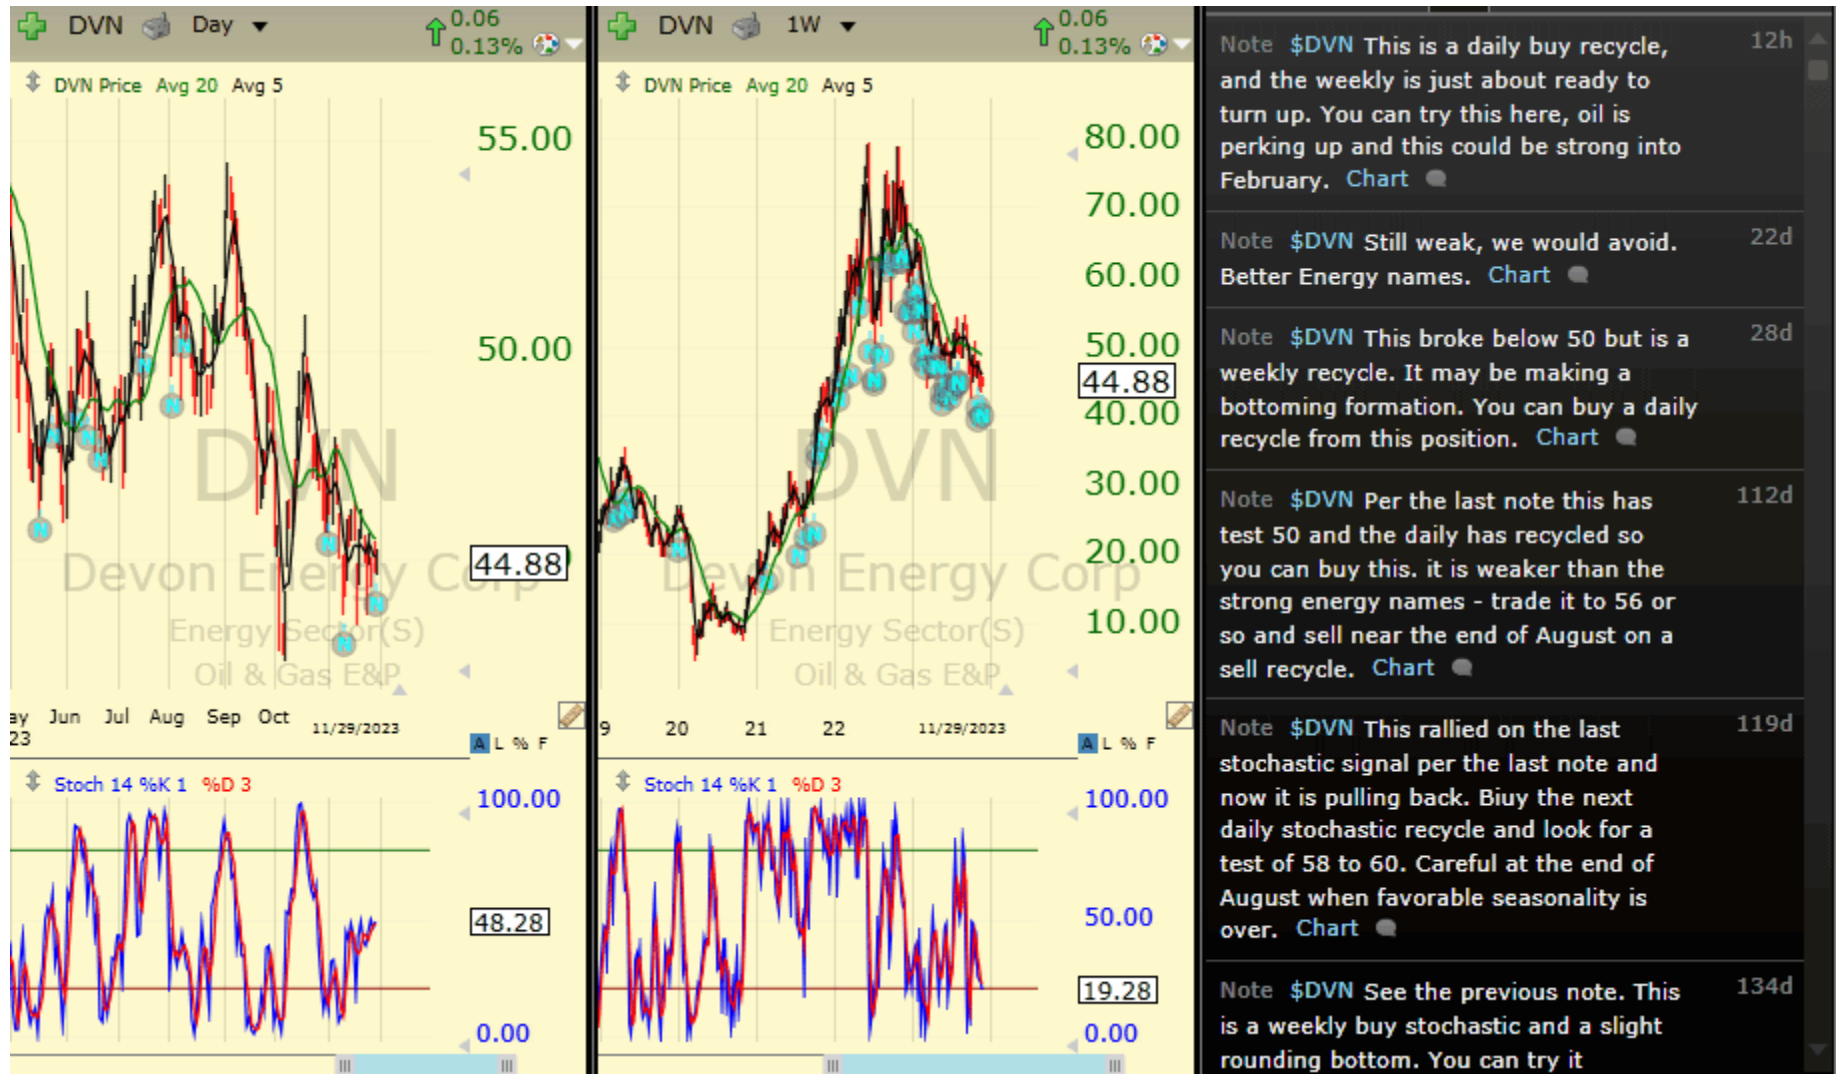 DVN Day
0.06
0.13%
DVN Price Avg 20 Avg 5
55.00
50.00
44.88
DVN
Devon Energy Corp
Energy Sector(S)
Oil & Gas E&P
ay Jun Jul Aug Sep Oct 11/29/2023
23
A L % F
Stoch 14 %K 1 %D 3
100.00
48.28
0.00
DVN 1W
0.06
0.13%
DVN Price Avg 20 Avg 5
80.00
70.00
60.00
50.00
44.88
40.00
30.00
20.00
10.00
DVN
Devon Energy Corp
Energy Sector(S)
Oil & Gas E&P
9 20 21 22 11/29/2023
A L % F
Stoch 14 %K 1 %D 3
100.00
50.00
19.28
0.00
Note $DVN This is a daily buy recycle, 12h
and the weekly is just about ready to
turn up. You can try this here, oil is
perking up and this could be strong into
February. Chart
Note $DVN Still weak, we would avoid. 22d
Better Energy names. Chart
Note $DVN This broke below 50 but is a 28d
weekly recycle. It may be making a
bottoming formation. You can buy a daily
recycle from this position. Chart
Note $DVN Per the last note this has 112d
test 50 and the daily has recycled so
you can buy this. it is weaker than the
strong energy names - trade it to 56 or
so and sell near the end of August on a
sell recycle. Chart
Note $DVN This rallied on the last 119d
stochastic signal per the last note and
now it is pulling back. Biuy the next
daily stochastic recycle and look for a
test of 58 to 60. Careful at the end of
August when favorable seasonality is
over. Chart
Note $DVN See the previous note. This 134d
is a weekly buy stochastic and a slight
rounding bottom. You can try it